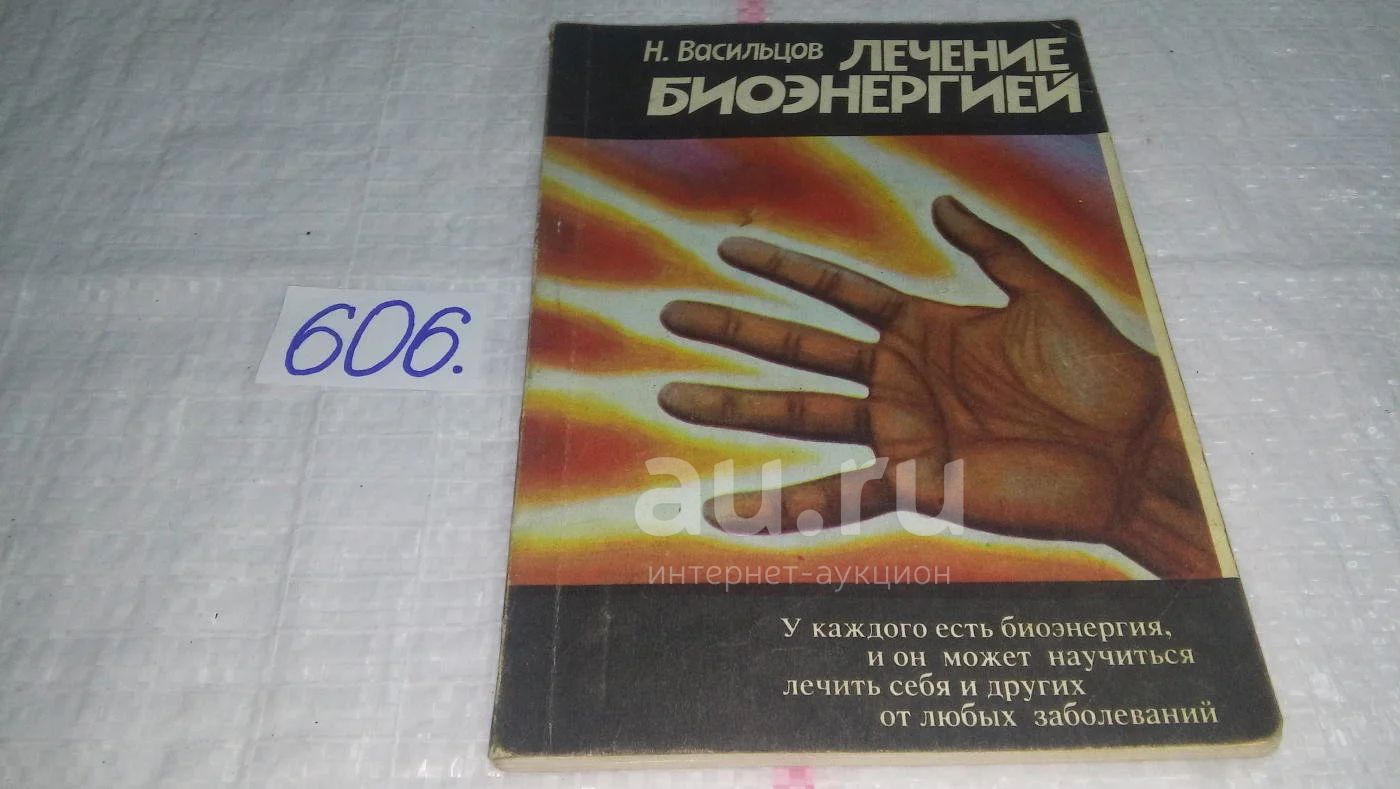 Н. Васильцов ЛЕЧЕНИЕ
БИОЭНЕРГИЕЙ
606.
au.ru
интернет-аукцион
У каждого есть биоэнергия,
и он может научиться
лечить себя и других
от любых заболеваний